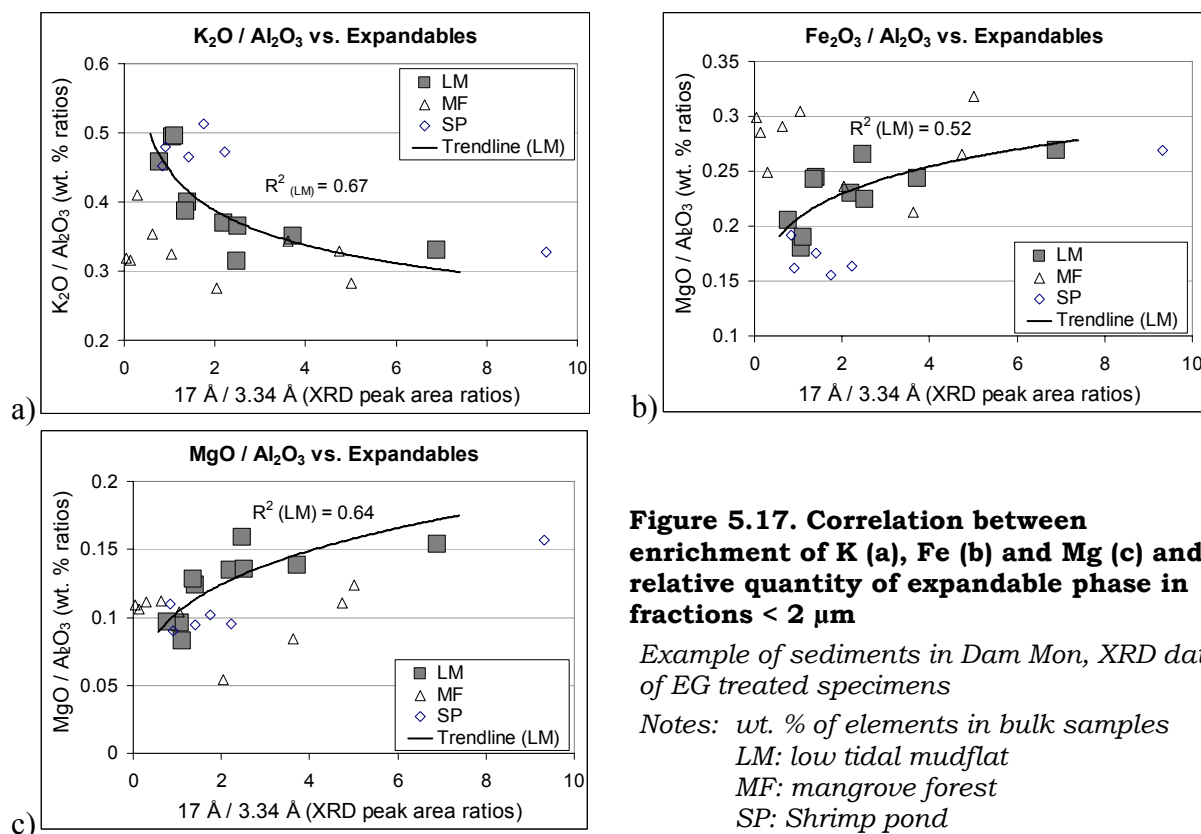 K₂O / Al₂O₃ vs. Expandables
K₂O / Al₂O₃ (wt. % ratios)
0.6
0.5
0.4
0.3
0.2
LM
MF
SP
Trendline (LM)
R² (LM) = 0.67
0 2 4 6 8 10
17 Å / 3.34 Å (XRD peak area ratios)
a)
Fe₂O₃ / Al₂O₃ vs. Expandables
MgO / Al₂O₃ (wt. % ratios)
0.35
0.3
0.25
0.2
0.15
0.1
R² (LM) = 0.52
LM
MF
SP
Trendline (LM)
0 2 4 6 8 10
17 Å / 3.34 Å (XRD peak area ratios)
b)
MgO / Al₂O₃ vs. Expandables
MgO / Al₂O₃ (wt. % ratios)
0.2
0.15
0.1
0.05
0
R² (LM) = 0.64
LM
MF
SP
Trendline (LM)
0 2 4 6 8 10
17 Å / 3.34 Å (XRD peak area ratios)
c)
Figure 5.17. Correlation between
enrichment of K (a), Fe (b) and Mg (c) and
relative quantity of expandable phase in
fractions < 2 µm
Example of sediments in Dam Mon, XRD dat
of EG treated specimens
Notes: wt. % of elements in bulk samples
LM: low tidal mudflat
MF: mangrove forest
SP: Shrimp pond